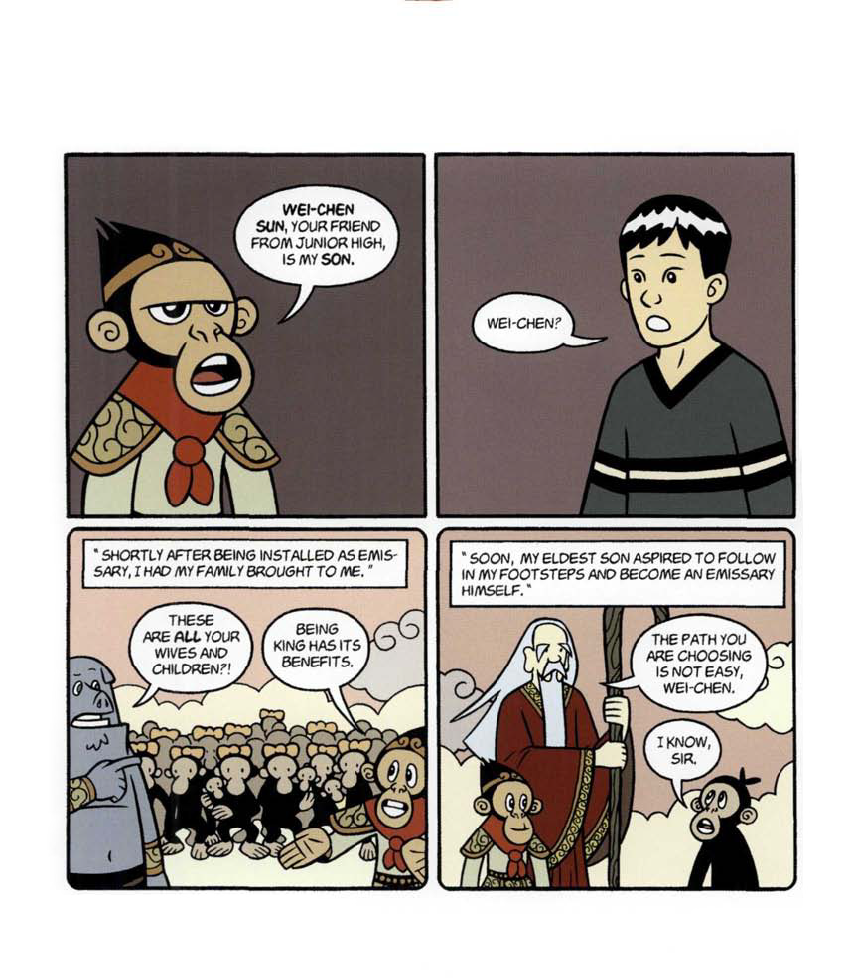 WEI-CHEN
SUN, YOUR FRIEND
FROM JUNIOR HIGH,
IS MY SON.
WEI-CHEN?
"SHORTLY AFTER BEING INSTALLED AS EMIS-
SARY, I HAD MY FAMILY BROUGHT TO ME."
THESE
ARE ALL YOUR
WIVES AND
CHILDREN?!
BEING
KING HAS ITS
BENEFITS.
"SOON, MY ELDEST SON ASPIRED TO FOLLOW
IN MY FOOTSTEPS AND BECOME AN EMISSARY
HIMSELF."
THE PATH YOU
ARE CHOOSING
IS NOT EASY,
WEI-CHEN.
I KNOW,
SIR.